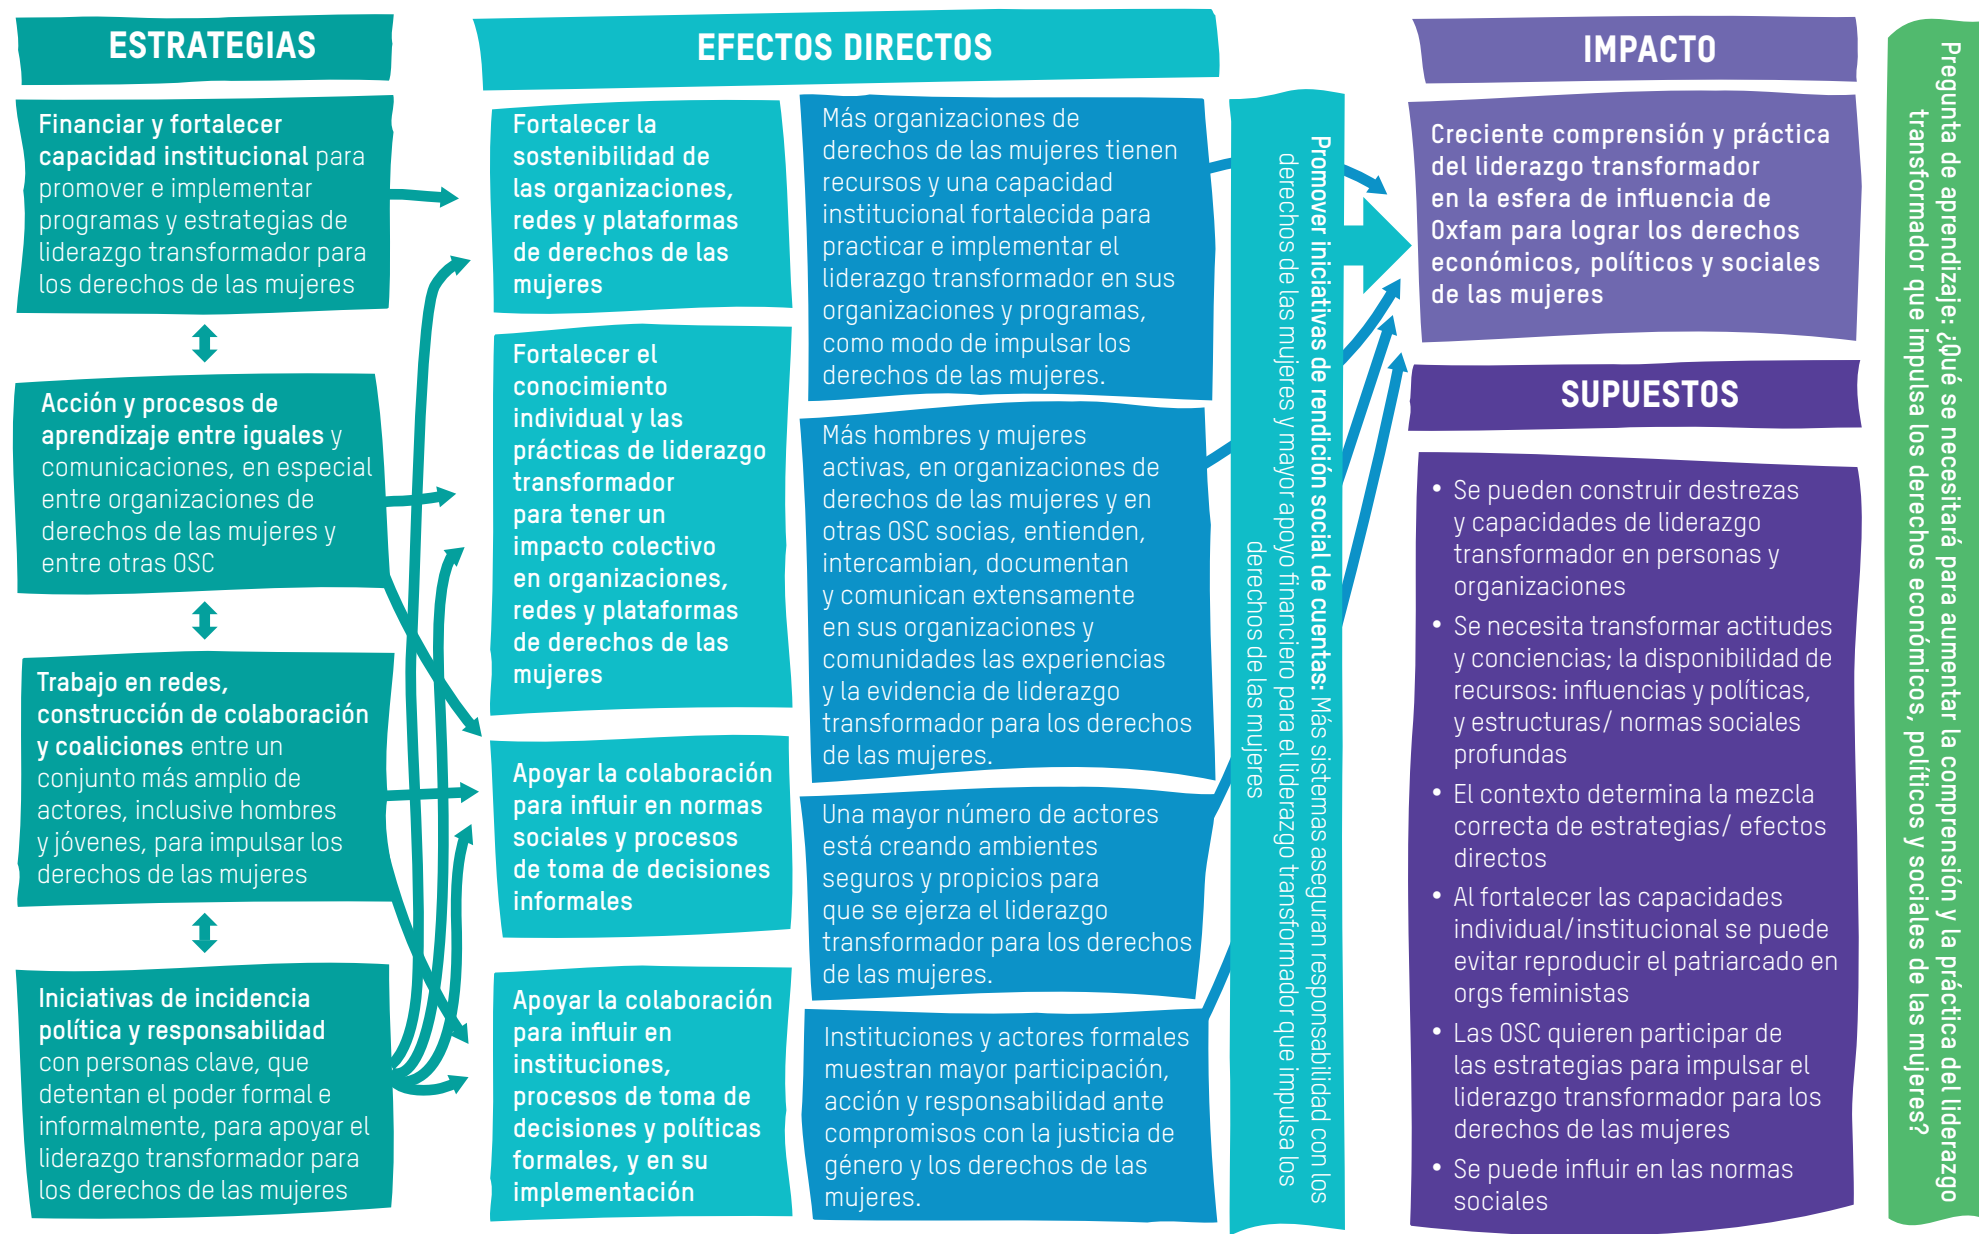 ESTRATEGIAS
Financiar y fortalecer
capacidad institucional para
promover e implementar
programas y estrategias de
liderazgo transformador para
los derechos de las mujeres
Acción y procesos de
aprendizaje entre iguales y
comunicaciones, en especial
entre organizaciones de
derechos de las mujeres y
entre otras OSC
Trabajo en redes,
construcción de colaboración
y coaliciones entre un
conjunto más amplio de
actores, inclusive hombres
y jóvenes, para impulsar los
derechos de las mujeres
Iniciativas de incidencia
política y responsabilidad
con personas clave, que
detentan el poder formal e
informalmente, para apoyar el
liderazgo transformador para
los derechos de las mujeres
EFECTOS DIRECTOS
Fortalecer la
sostenibilidad de
las organizaciones,
redes y plataformas
de derechos de las
mujeres
Fortalecer el
conocimiento
individual y las
prácticas de liderazgo
transformador
para tener un
impacto colectivo
en organizaciones,
redes y plataformas
de derechos de las
mujeres
Apoyar la colaboración
para influir en normas
sociales y procesos
de toma de decisiones
informales
Apoyar la colaboración
para influir en
instituciones,
procesos de toma de
decisiones y políticas
formales, y en su
implementación
Más organizaciones de
derechos de las mujeres tienen
recursos y una capacidad
institucional fortalecida para
practicar e implementar el
liderazgo transformador en sus
organizaciones y programas,
como modo de impulsar los
derechos de las mujeres.
Más hombres y mujeres
activas, en organizaciones de
derechos de las mujeres y en
otras OSC socias, entienden,
intercambian, documentan
y comunican extensamente
en sus organizaciones y
comunidades las experiencias
y la evidencia de liderazgo
transformador para los derechos
de las mujeres.
Una mayor número de actores
está creando ambientes
seguros y propicios para
que se ejerza el liderazgo
transformador para los derechos
de las mujeres.
Instituciones y actores formales
muestran mayor participación,
acción y responsabilidad ante
compromisos con la justicia de
género y los derechos de las
mujeres.
Promover iniciativas de rendición social de cuentas: Más sistemas aseguran responsabilidad con los
derechos de las mujeres y mayor apoyo financiero para el liderazgo transformador que impulsa los
derechos de las mujeres
IMPACTO
Creciente comprensión y práctica
del liderazgo transformador
en la esfera de influencia de
Oxfam para lograr los derechos
económicos, políticos y sociales
de las mujeres
SUPUESTOS
• Se pueden construir destrezas
y capacidades de liderazgo
transformador en personas y
organizaciones
• Se necesita transformar actitudes
y conciencias; la disponibilidad de
recursos: influencias y políticas,
y estructuras/ normas sociales
profundas
• El contexto determina la mezcla
correcta de estrategias/ efectos
directos
• Al fortalecer las capacidades
individual/institucional se puede
evitar reproducir el patriarcado en
orgs feministas
• Las OSC quieren participar de
las estrategias para impulsar el
liderazgo transformador para los
derechos de las mujeres
• Se puede influir en las normas
sociales
Pregunta de aprendizaje: ¿Qué se necesitará para aumentar la comprensión y la práctica del liderazgo
transformador que impulsa los derechos económicos, políticos y sociales de las mujeres?